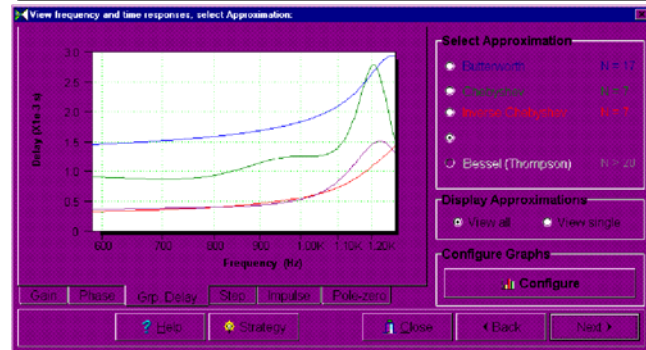 View frequency and time responses, select Approximation:
3.0
2.5
2.0
1.5
1.0
0.5
0
Delay (X1e-3 s)
600 700 800 900 1.00K 1.10K 1.20K
Frequency (Hz)
Gain Phase Grp. Delay Step Impulse Pole-zero
Select Approximation
Butterworth N = 17
Chebyshev N = 7
Inverse Chebyshev N = 7
Bessel (Thompson) N > 20
Display Approximations
View all View single
Configure Graphs
Configure
? Help Strategy Close Back Next